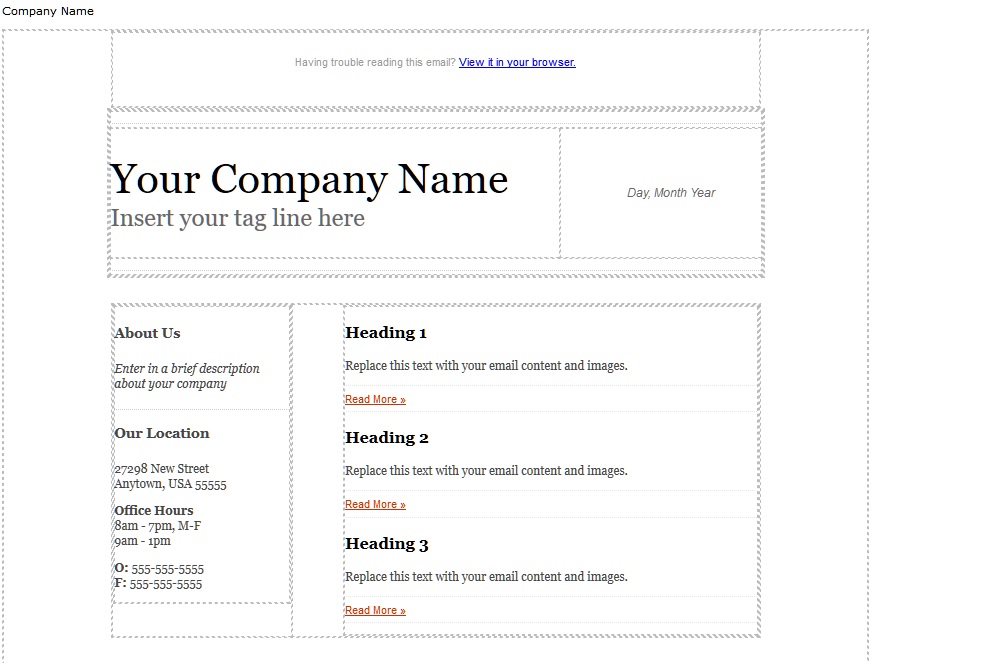 Company Name
Having trouble reading this email? View it in your browser.
Your Company Name
Insert your tag line here
Day, Month Year
About Us
Enter in a brief description
about your company
Our Location
27298 New Street
Anytown, USA 55555
Office Hours
8am - 7pm, M-F
9am - 1pm
O: 555-555-5555
F: 555-555-5555
Heading 1
Replace this text with your email content and images.
Read More »
Heading 2
Replace this text with your email content and images.
Read More »
Heading 3
Replace this text with your email content and images.
Read More »